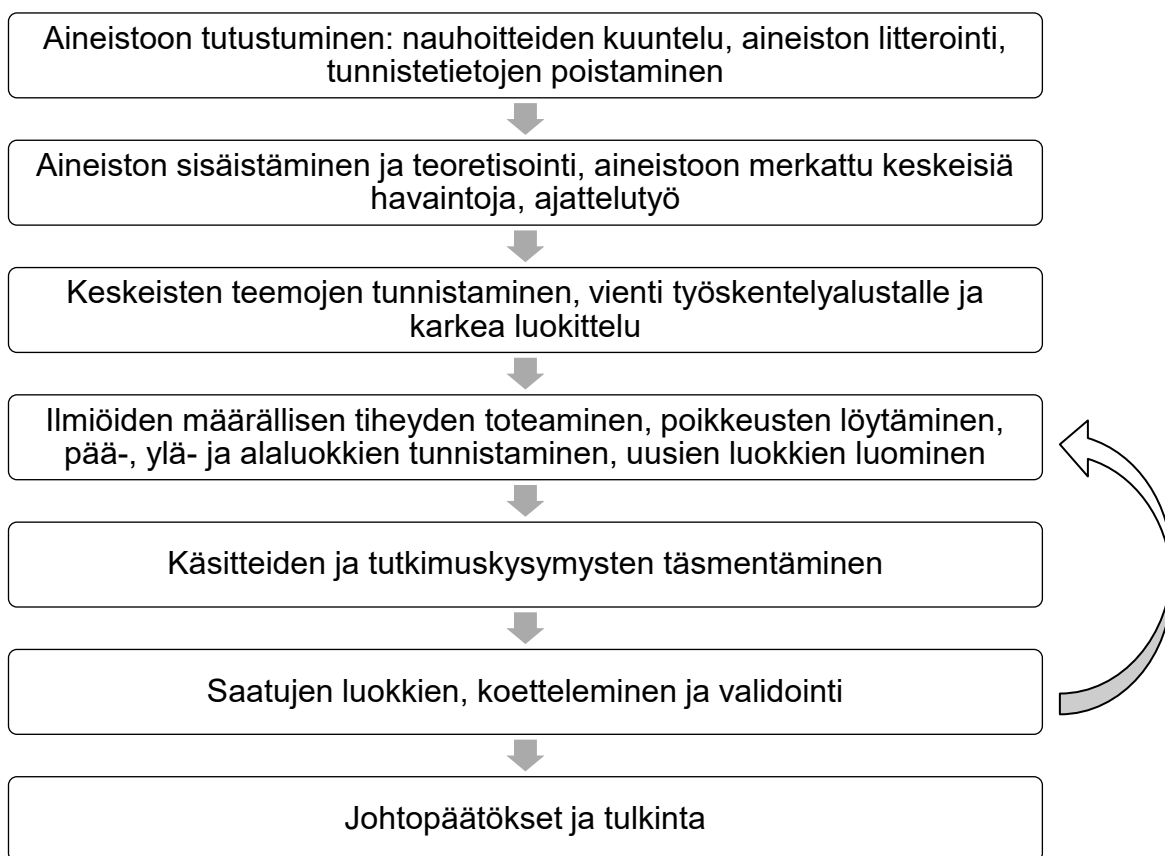 Aineistoon tutustuminen: nauhoitteiden kuuntelu, aineiston litterointi,
tunnistetietojen poistaminen
Aineiston sisäistäminen ja teoretisointi, aineistoon merkattu keskeisiä
havaintoja, ajattelutyö
Keskeisten teemojen tunnistaminen, vienti työskentelyalustalle ja
karkea luokittelu
Ilmiöiden määrällisen tiheyden toteaminen, poikkeusten löytäminen,
pää-, ylä- ja alaluokkien tunnistaminen, uusien luokkien luominen
Käsitteiden ja tutkimuskysymysten täsmentäminen
Saatujen luokkien, koetteleminen ja validointi
Johtopäätökset ja tulkinta